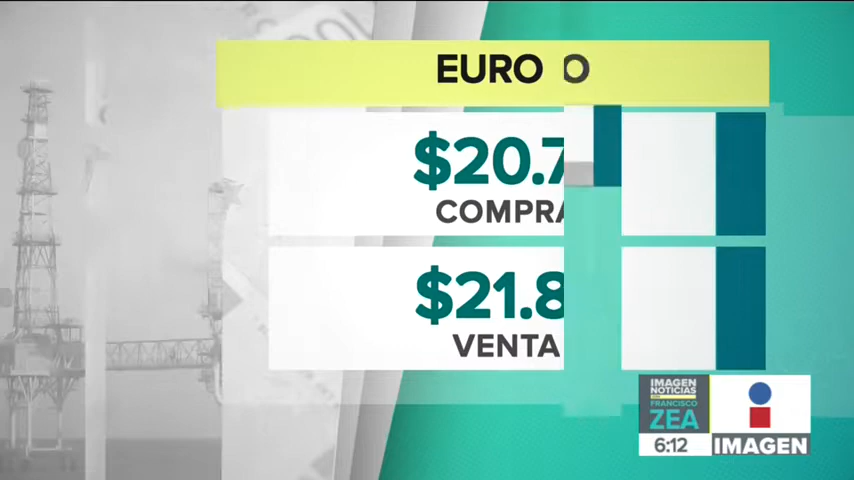 EURO O
$20.7
COMPRA
$21.8
VENTA
IMAGEN
NOTICIAS
FRANCISCO
ZEA
6:12
IMAGEN